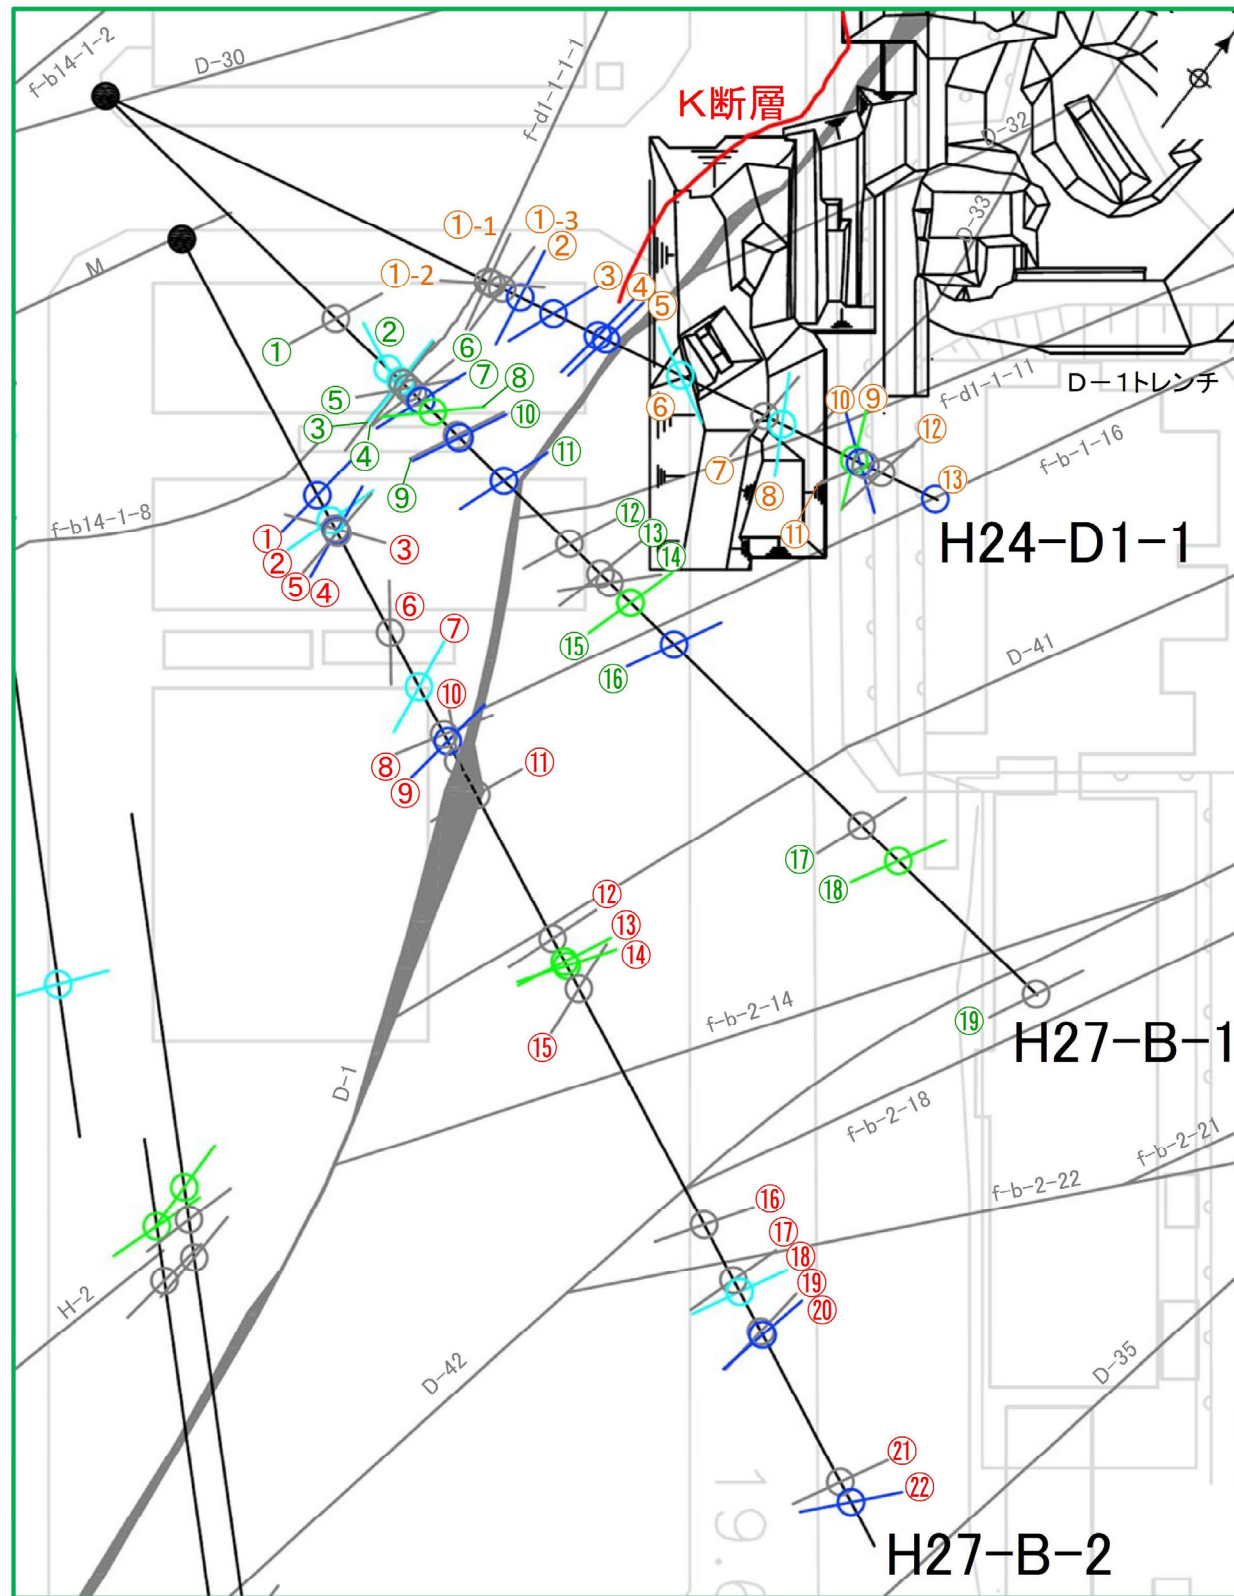 f-b14-1-2
D-30
f-d1-1-1-1
K断層
D-32
D-33
M
①-1
①-3
②
①-2
③
④
⑤
①
②
⑥
⑦
⑧
⑤
③
④
⑩
⑨
⑪
⑥
⑦
⑧
⑩
⑨
⑫
⑪
⑬
D-1トレンチ
f-d1-1-11
f-b-1-16
H24-D1-1
f-b14-1-8
①
②
③
⑤
④
⑫
⑬
⑭
⑮
⑯
⑥
⑦
⑩
⑧
⑨
⑪
D-41
⑰
⑱
⑫
⑬
⑭
⑮
f-b-2-14
⑲
H27-B-1
D-1
f-b-2-18
f-b-2-21
f-b-2-22
⑯
⑰
⑱
⑲
⑳
H-2
D-42
D-35
㉑
㉒
19.6
H27-B-2